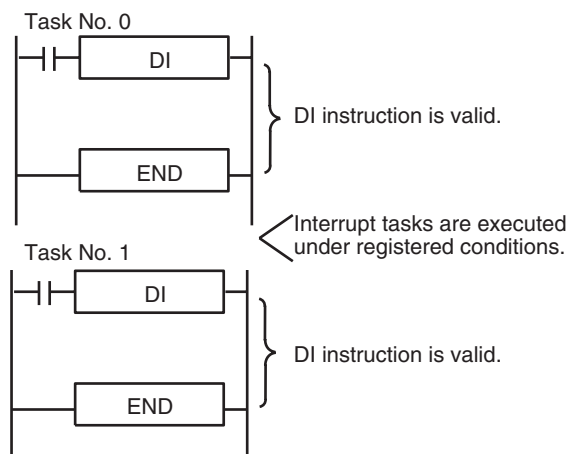 Task No. 0
DI
DI instruction is valid.
END
Interrupt tasks are executed
under registered conditions.
Task No. 1
DI
DI instruction is valid.
END